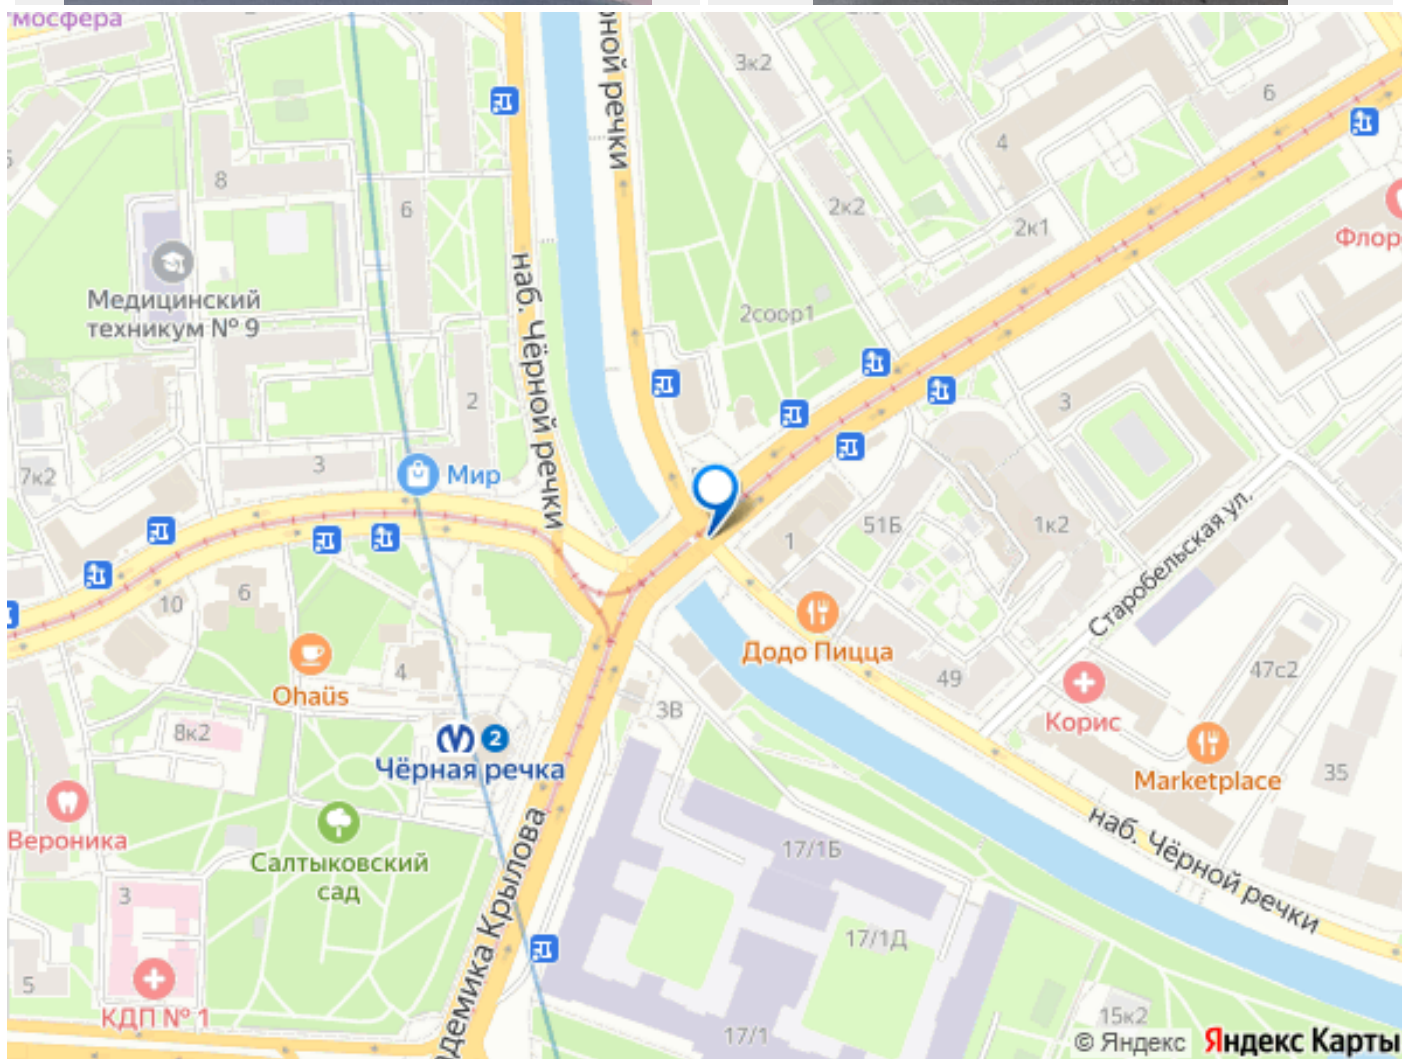 мосфера
рной речки
3к2
6
4
8
6
2к2
2к1
Флор
Медицинский
техникум № 9
наб. Чёрной речки
2соор1
2
3
3
7к2
Мир
51Б
1к2
1
Старобельская ул.
10
6
Додо Пицца
Ohaüs
4
49
47с2
Корис
3В
8к2
2
Чёрная речка
Marketplace
35
Вероника
Салтыковский
сад
17/1Б
наб. Чёрной речки
3
адемика Крылова
17/1Д
5
КДП № 1
15к2
17/1
© Яндекс Яндекс Карты